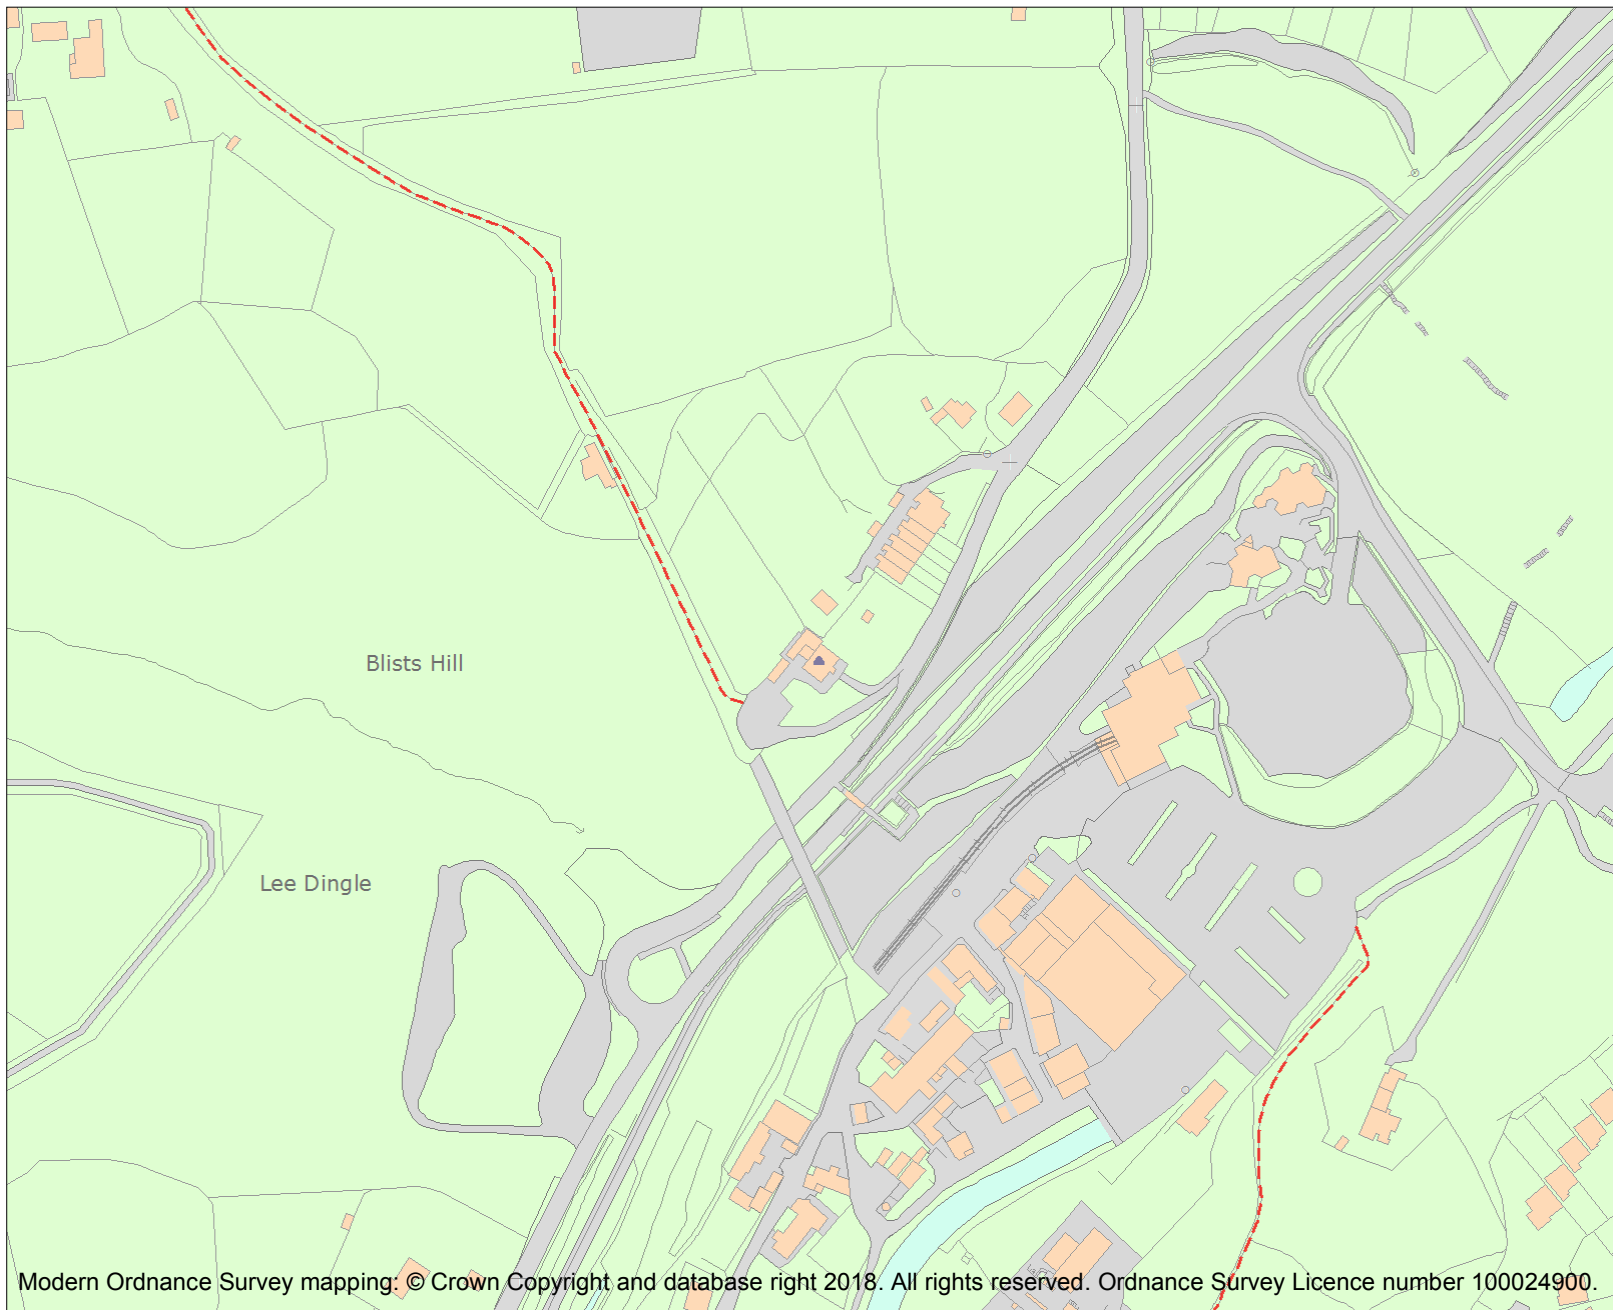 Blists Hill
Lee Dingle
Modern Ordnance Survey mapping: © Crown Copyright and database right 2018. All rights reserved. Ordnance Survey Licence number 100024900.